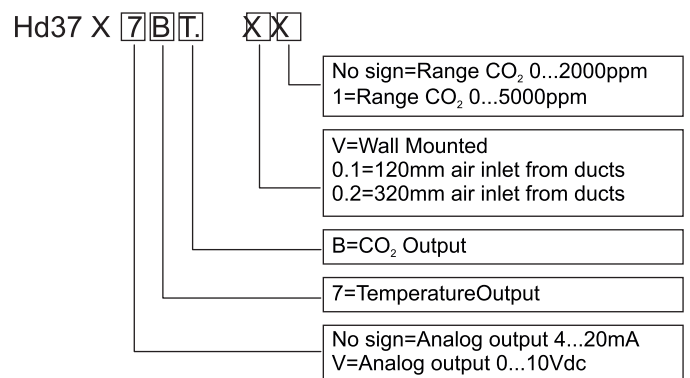 Hd37 X 7 B T. X X
No sign=Range CO₂ 0...2000ppm
1=Range CO₂ 0...5000ppm
V=Wall Mounted
0.1=120mm air inlet from ducts
0.2=320mm air inlet from ducts
B=CO₂ Output
7=TemperatureOutput
No sign=Analog output 4...20mA
V=Analog output 0...10Vdc